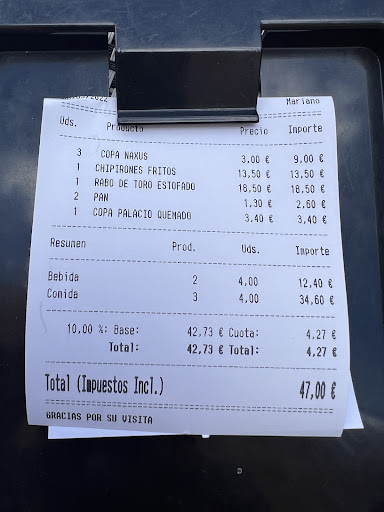 Mariano
Uds. Producto Precio Importe
3 COPA NAXUS 3,00 € 9,00 €
1 CHIPIRONES FRITOS 13,50 € 13,50 €
1 RABO DE TORO ESTOFADO 18,50 € 18,50 €
2 PAN 1,30 € 2,60 €
1 COPA PALACIO QUEMADO 3,40 € 3,40 €
Resumen Prod. Uds. Importe
Bebida 2 4,00 12,40 €
Comida 3 4,00 34,60 €
10,00 %: Base: 42,73 € Cuota: 4,27 €
Total: 42,73 € Total: 4,27 €
Total (Impuestos Incl.) 47,00 €
GRACIAS POR SU VISITA